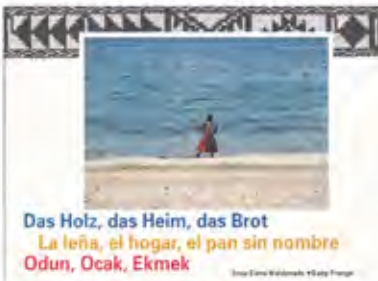 Das Holz, das Heim, das Brot
La leña, el hogar, el pan sin nombre
Odun, Ocak, Ekmek